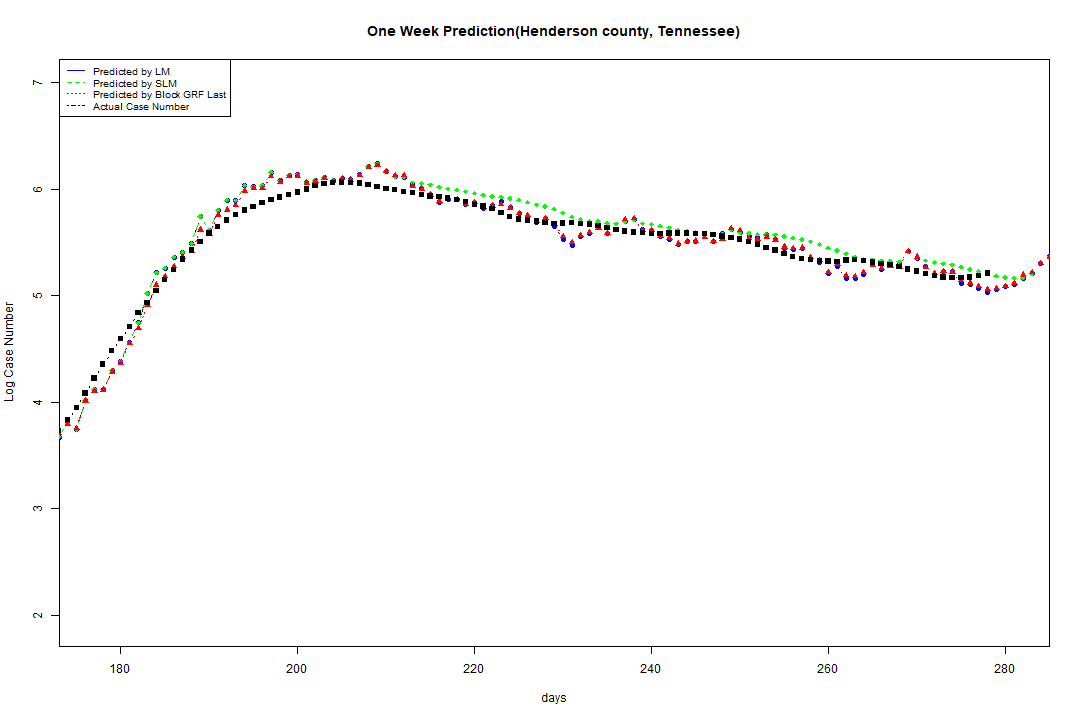 One Week Prediction(Henderson county, Tennessee)
Predicted by LM
Predicted by SLM
Predicted by Block GRF Last
Actual Case Number
7
6
5
4
3
2
Log Case Number
180 200 220 240 260 280
days